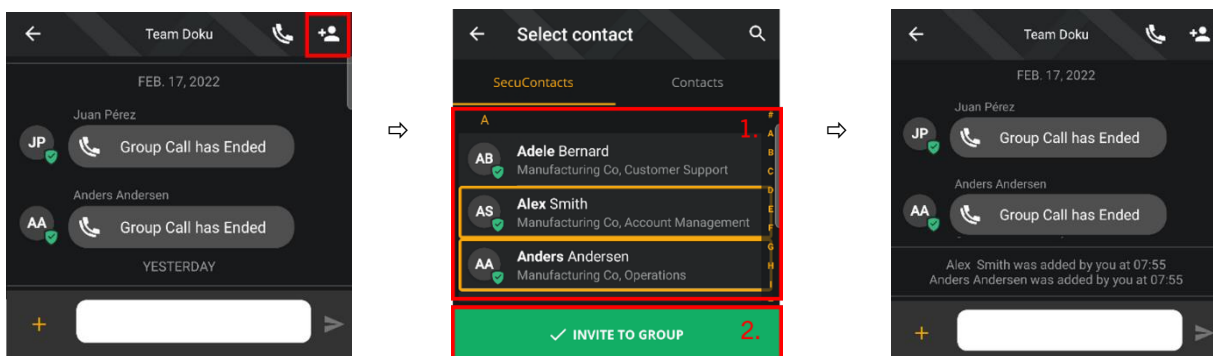 Team Doku
FEB. 17, 2022
Juan Pérez
JP
Group Call has Ended
Anders Andersen
AA
Group Call has Ended
YESTERDAY
+
⇨
Select contact
SecuContacts
Contacts
A
1.
#
A
B
C
D
E
F
G
H
I
AB
Adele Bernard
Manufacturing Co, Customer Support
AS
Alex Smith
Manufacturing Co, Account Management
AA
Anders Andersen
Manufacturing Co, Operations
✓ INVITE TO GROUP
2.
⇨
Team Doku
FEB. 17, 2022
Juan Pérez
JP
Group Call has Ended
Anders Andersen
AA
Group Call has Ended
Alex Smith was added by you at 07:55
Anders Andersen was added by you at 07:55
+